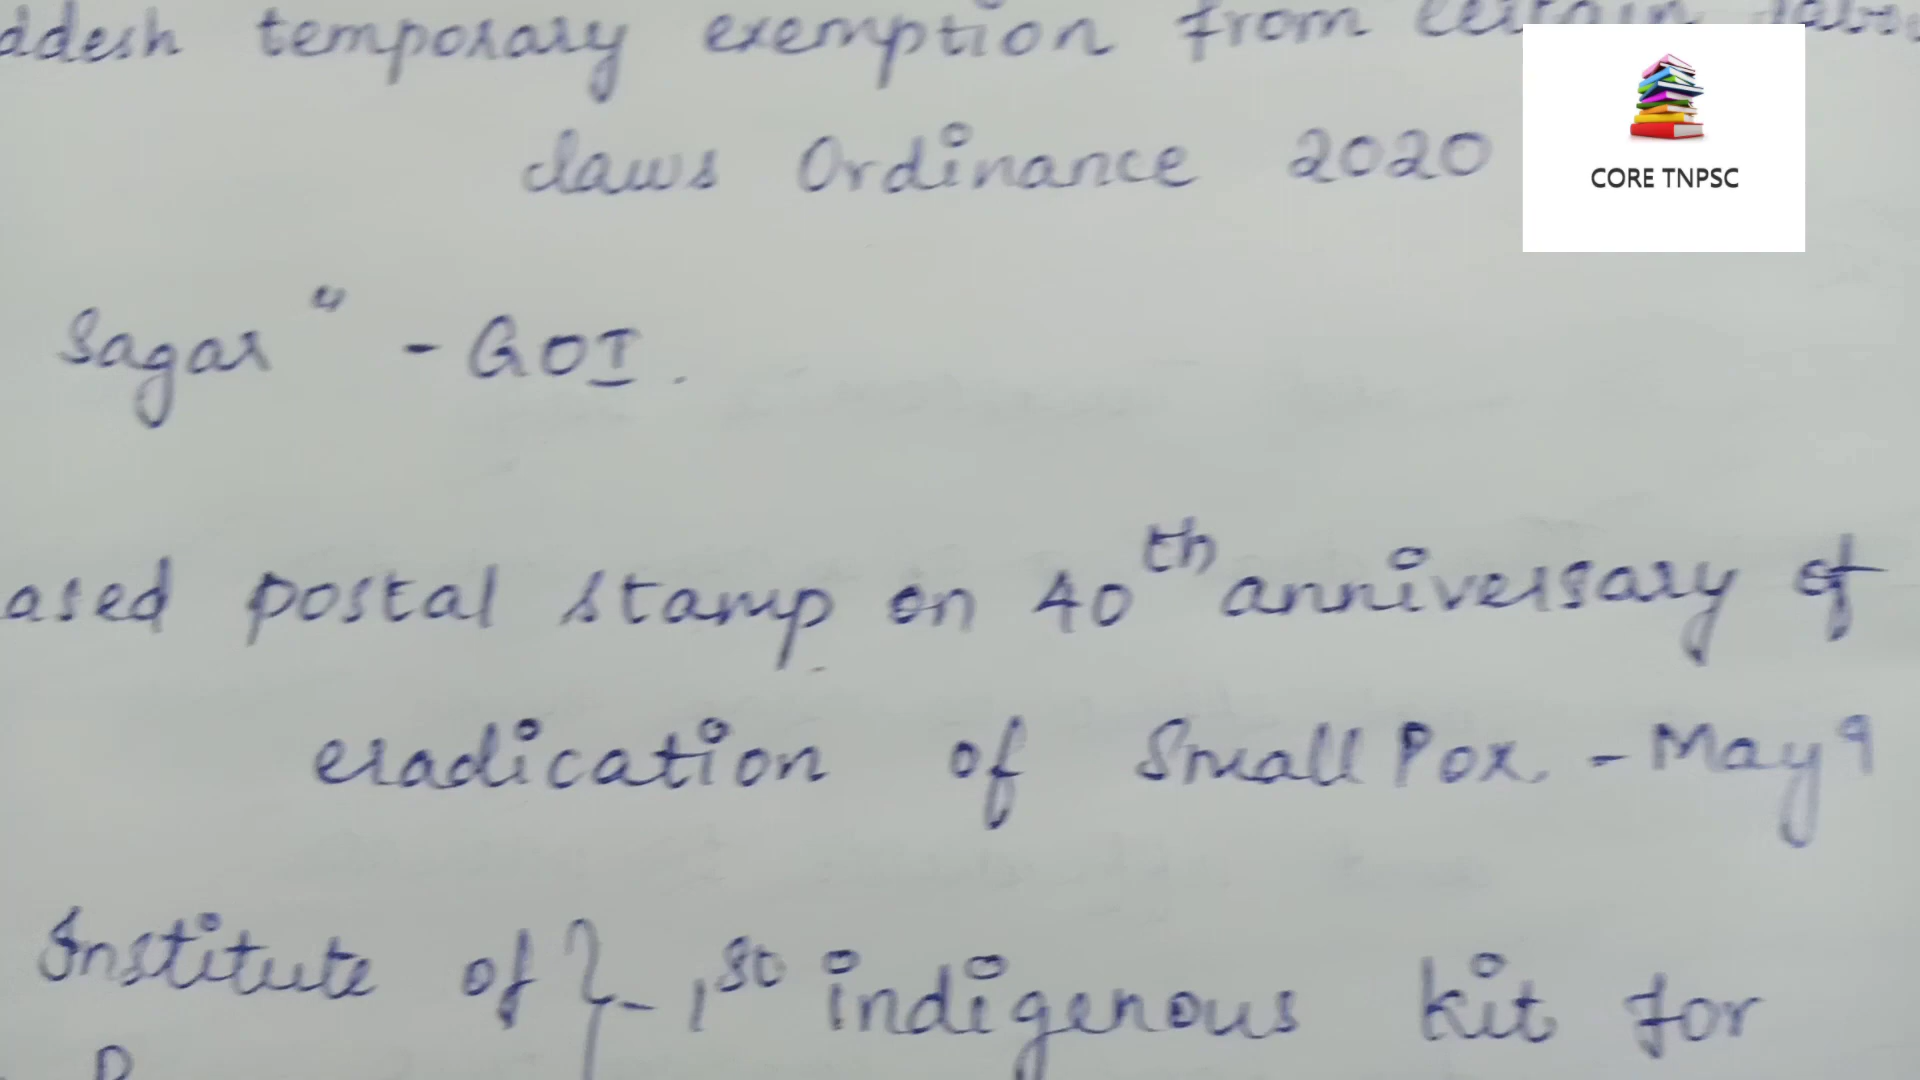 temporary exemption from certain
laws Ordinance 2020
CORE TNPSC
Sagar" - GOI.
ased postal stamp on 40th anniversary of
eradication of Small Pox. - May 9
Institute of } - 1st indigenous kit for